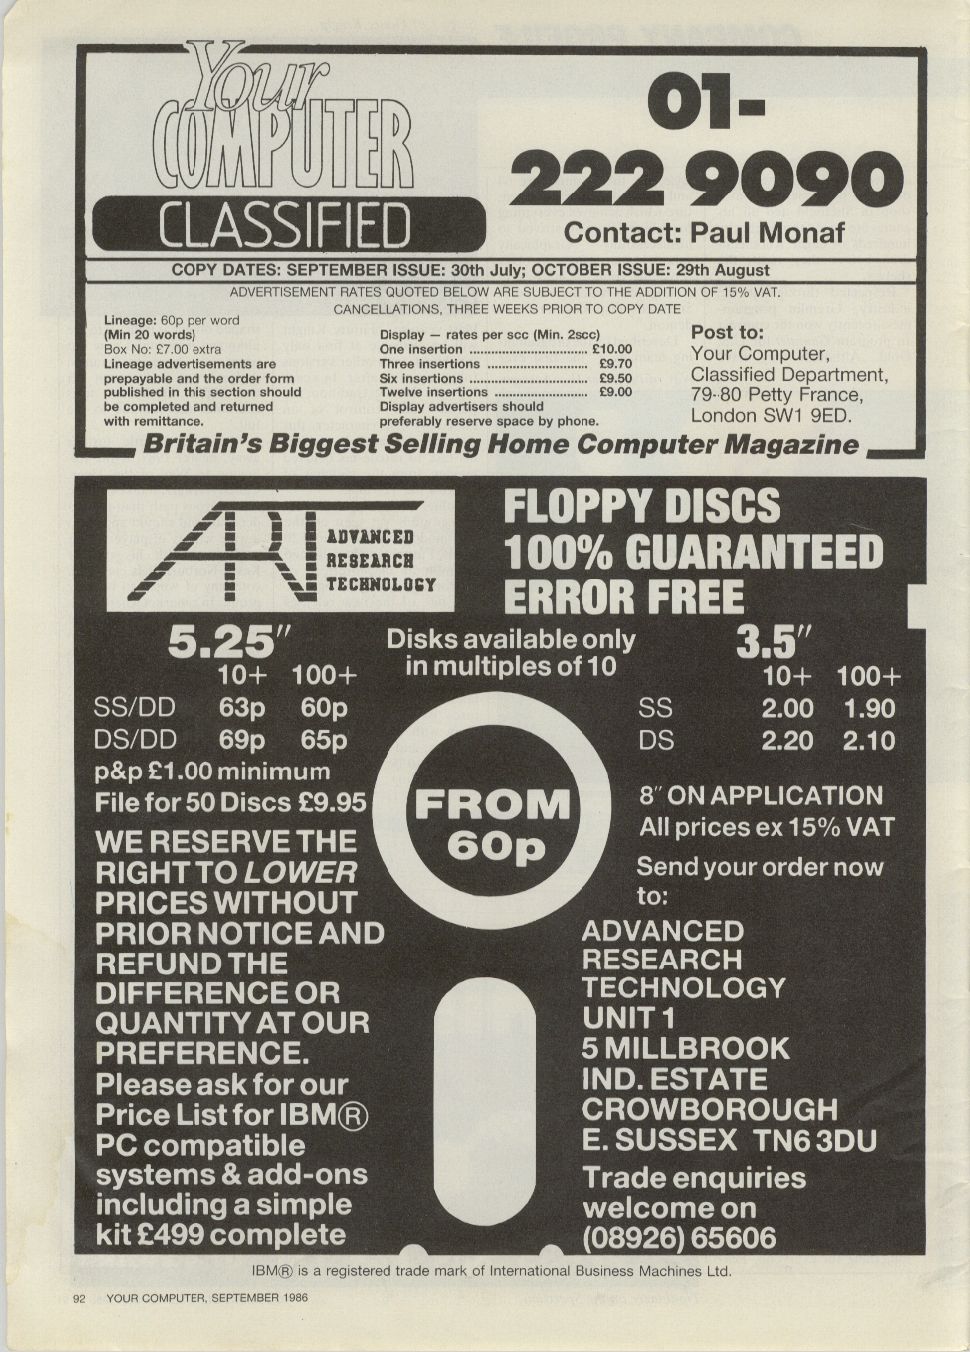 Your
COMPUTER
CLASSIFIED
01-
222 9090
Contact: Paul Monaf
COPY DATES: SEPTEMBER ISSUE: 30th July; OCTOBER ISSUE: 29th August
ADVERTISEMENT RATES QUOTED BELOW ARE SUBJECT TO THE ADDITION OF 15% VAT.
CANCELLATIONS, THREE WEEKS PRIOR TO COPY DATE
Lineage: 60p per word
(Min 20 words)
Box No: £7.00 extra
Lineage advertisements are
prepayable and the order form
published in this section should
be completed and returned
with remittance.
Display — rates per scc (Min. 2scc)
One insertion ............................ £10.00
Three insertions ........................ £9.70
Six insertions ............................ £9.50
Twelve insertions ...................... £9.00
Display advertisers should
preferably reserve space by phone.
Post to:
Your Computer,
Classified Department,
79-80 Petty France,
London SW1 9ED.
Britain's Biggest Selling Home Computer Magazine
ART
ADVANCED
RESEARCH
TECHNOLOGY
FLOPPY DISCS
100% GUARANTEED
ERROR FREE
5.25″
10+ 100+
SS/DD 63p 60p
DS/DD 69p 65p
p&p £1.00 minimum
File for 50 Discs £9.95
WE RESERVE THE
RIGHT TO LOWER
PRICES WITHOUT
PRIOR NOTICE AND
REFUND THE
DIFFERENCE OR
QUANTITY AT OUR
PREFERENCE.
Please ask for our
Price List for IBM®
PC compatible
systems & add-ons
including a simple
kit £499 complete
Disks available only
in multiples of 10
FROM
60p
3.5″
10+ 100+
SS 2.00 1.90
DS 2.20 2.10
8″ ON APPLICATION
All prices ex 15% VAT
Send your order now
to:
ADVANCED
RESEARCH
TECHNOLOGY
UNIT 1
5 MILLBROOK
IND. ESTATE
CROWBOROUGH
E. SUSSEX TN6 3DU
Trade enquiries
welcome on
(08926) 65606
IBM® is a registered trade mark of International Business Machines Ltd.
92 YOUR COMPUTER, SEPTEMBER 1986